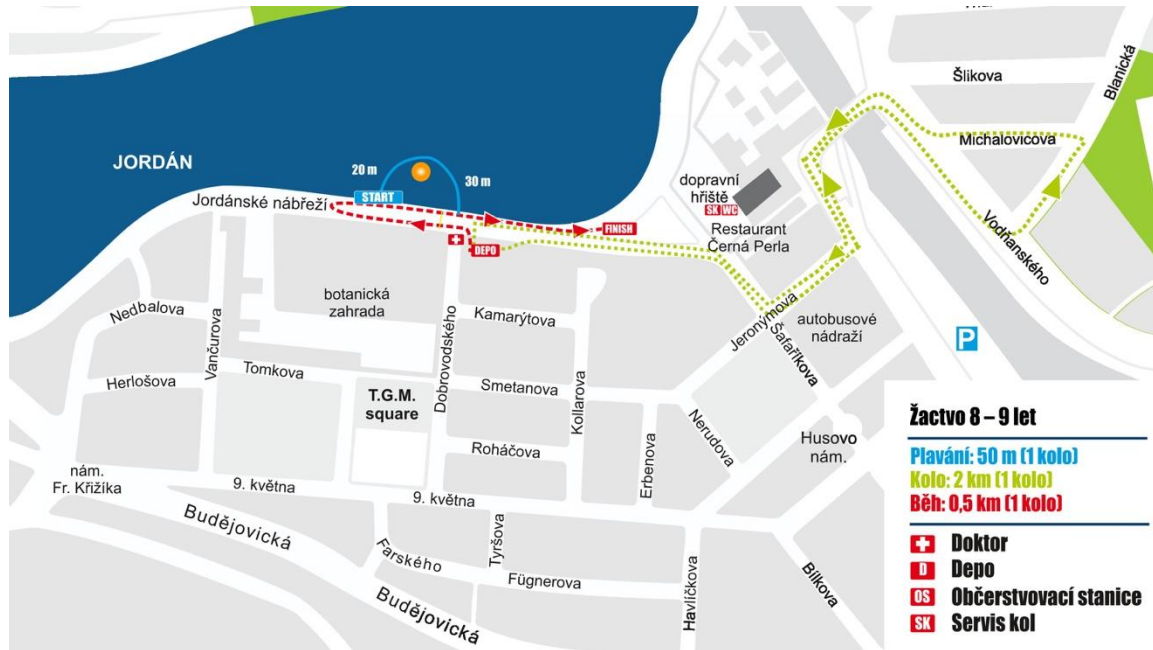 Šlikova
Blanická
Michalovicova
Vodňanského
JORDÁN
20 m
30 m
START
Jordánské nábřeží
FINISH
DEPO
dopravní
hřiště
SK WC
Restaurant
Černá Perla
botanická
zahrada
Nedbalova
Vančurova
Dobrovodského
Kamarýtova
Jeronýmova
Šafaříkova
autobusové
nádraží
P
Herlošova
Tomkova
T.G.M.
square
Smetanova
Kollarova
Roháčova
Erbenova
Nerudova
Husovo
nám.
nám.
Fr. Křižíka
9. května
9. května
Budějovická
Farského
Tyršova
Fügnerova
Budějovická
Havlíčkova
Bílkova
Žactvo 8 – 9 let
Plavání: 50 m (1 kolo)
Kolo: 2 km (1 kolo)
Běh: 0,5 km (1 kolo)
Doktor
D Depo
OS Občerstvovací stanice
SK Servis kol